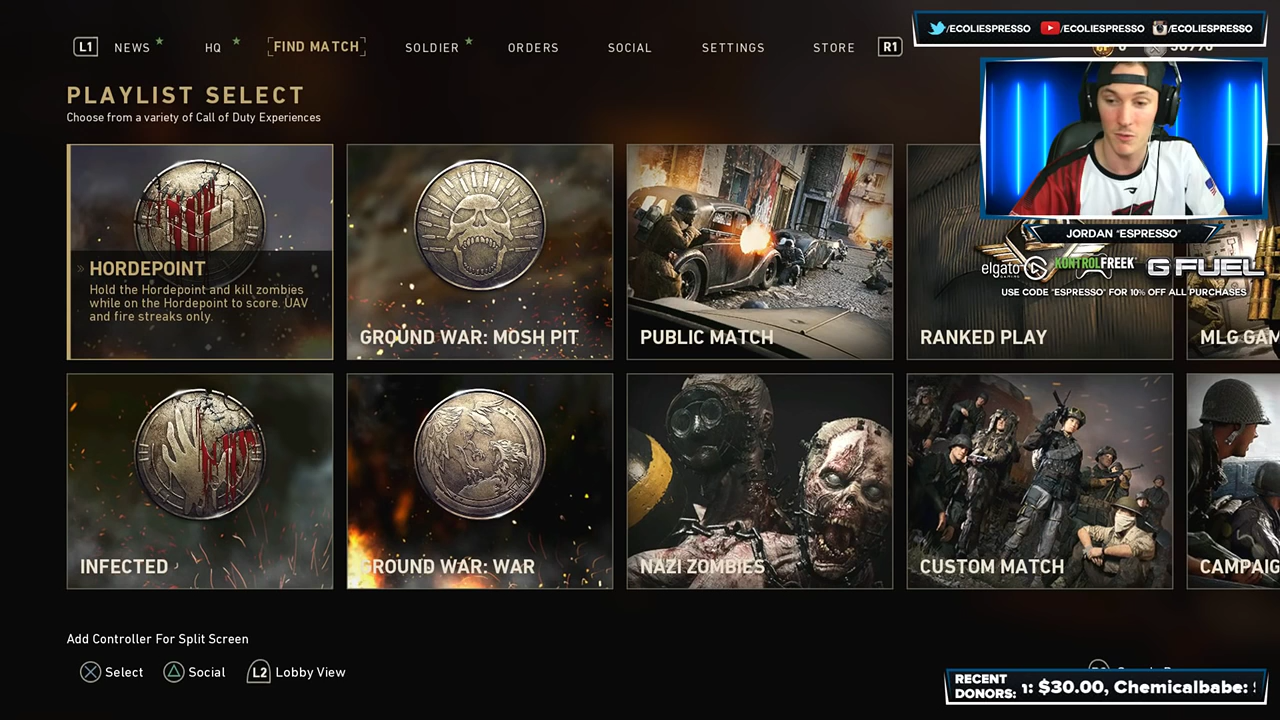 L1 NEWS HQ FIND MATCH SOLDIER ORDERS SOCIAL SETTINGS STORE R1
/ECOLIESPRESSO /ECOLIESPRESSO /ECOLIESPRESSO
PLAYLIST SELECT
Choose from a variety of Call of Duty Experiences
JORDAN "ESPRESSO"
elgato GAMING KONTROLFREEK G FUEL
USE CODE "ESPRESSO" FOR 10% OFF ALL PURCHASES
HORDEPOINT
Hold the Hordepoint and kill zombies
while on the Hordepoint to score. UAV
and fire streaks only.
GROUND WAR: MOSH PIT
PUBLIC MATCH
RANKED PLAY
MLG GAM
INFECTED
GROUND WAR: WAR
NAZI ZOMBIES
CUSTOM MATCH
CAMPAIG
Add Controller For Split Screen
Select Social L2 Lobby View
RECENT
DONORS: $30.00, Chemicalbabe: